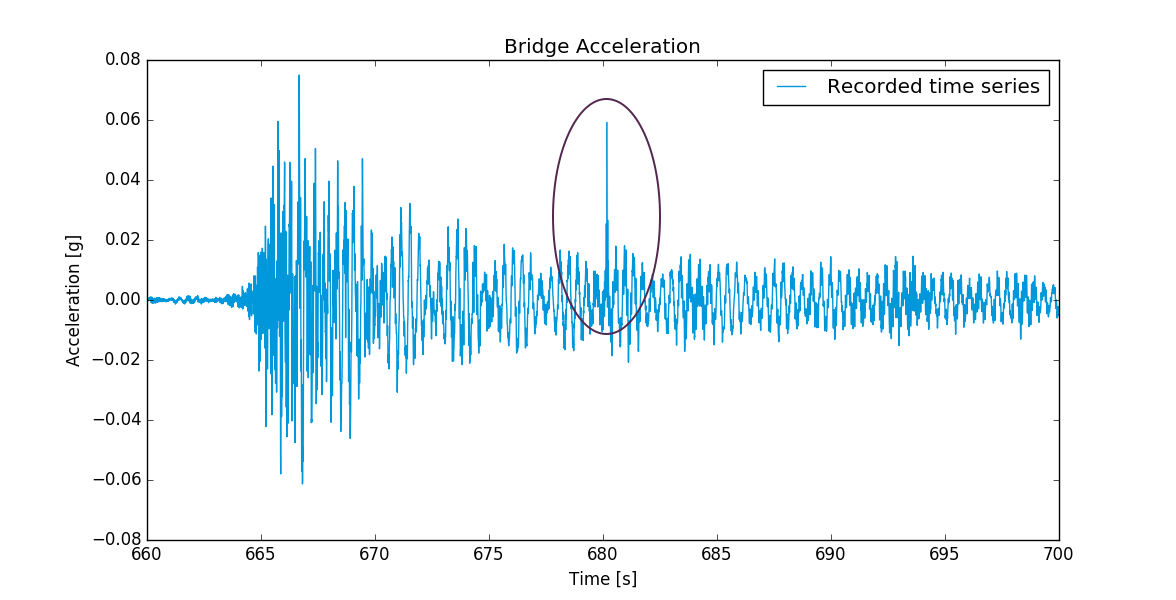 Bridge Acceleration
Recorded time series
0.08
0.06
0.04
0.02
0.00
−0.02
−0.04
−0.06
−0.08
Acceleration [g]
660 665 670 675 680 685 690 695 700
Time [s]